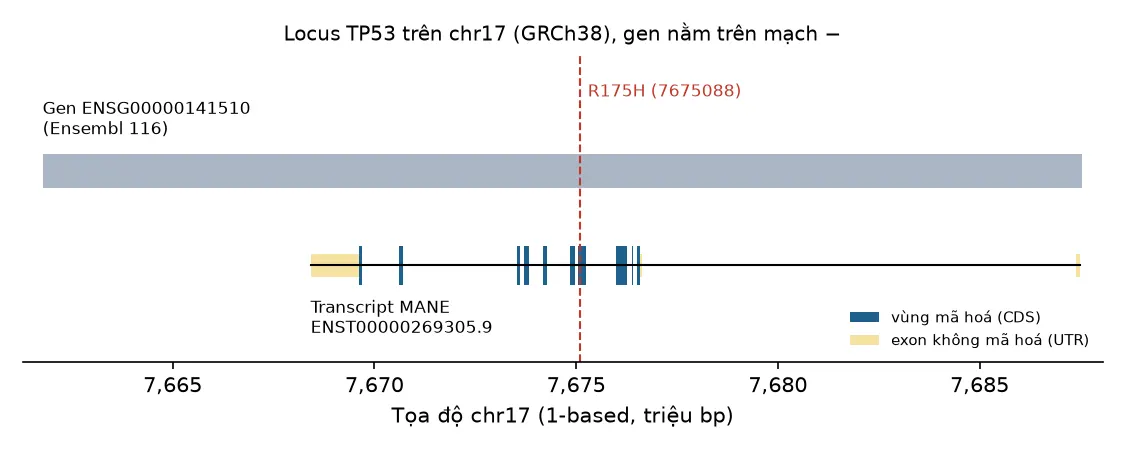 Locus TP53 trên chr17 (GRCh38), gen nằm trên mạch −
R175H (7675088)
Gen ENSG00000141510
(Ensembl 116)
Transcript MANE
ENST00000269305.9
vùng mã hoá (CDS)
exon không mã hoá (UTR)
7,665
7,670
7,675
7,680
7,685
Tọa độ chr17 (1-based, triệu bp)